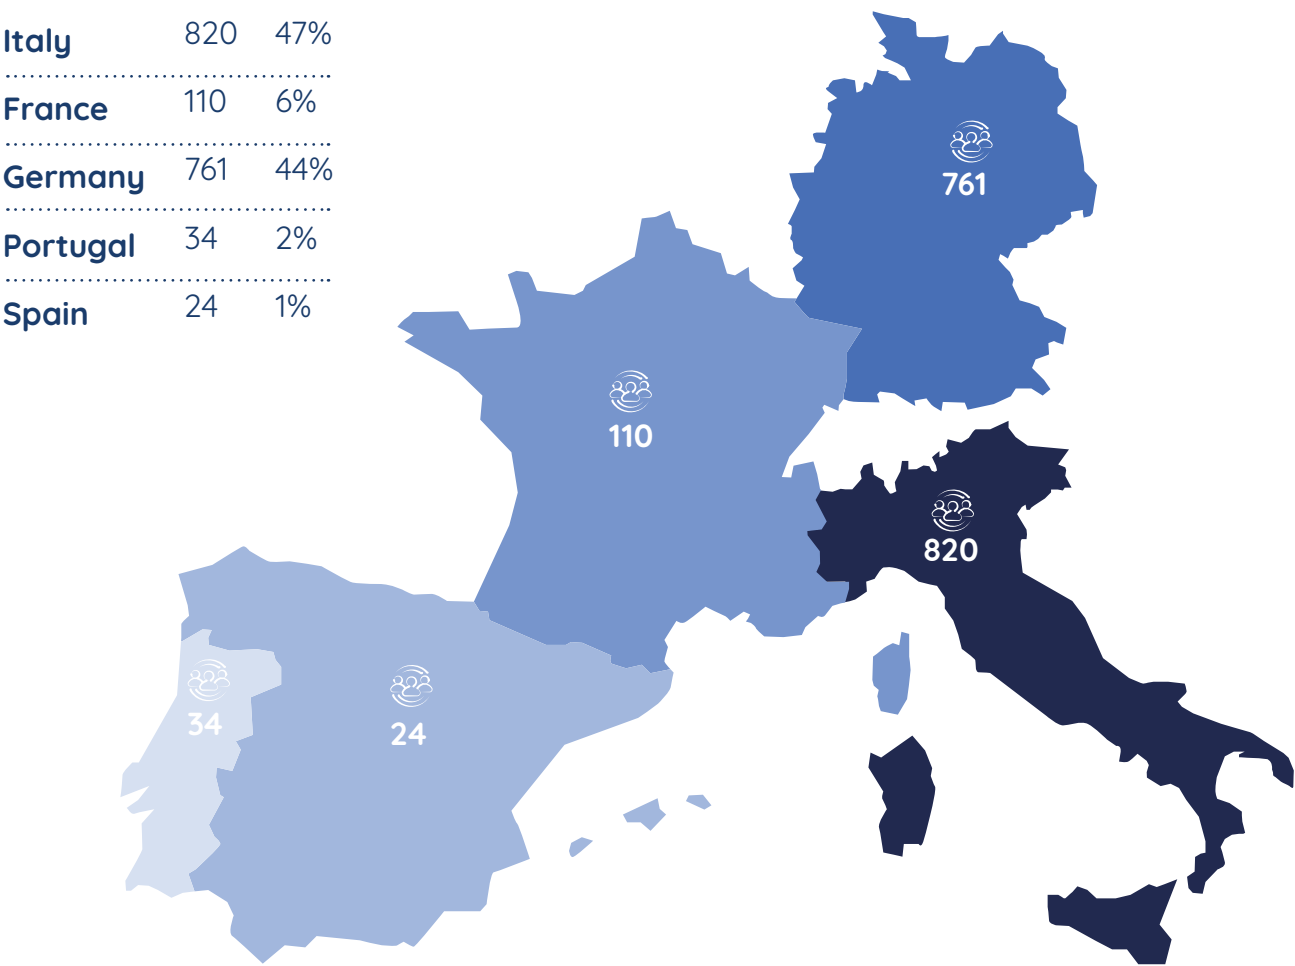 Italy 820 47%
France 110 6%
Germany 761 44%
Portugal 34 2%
Spain 24 1%
761
110
820
34
24